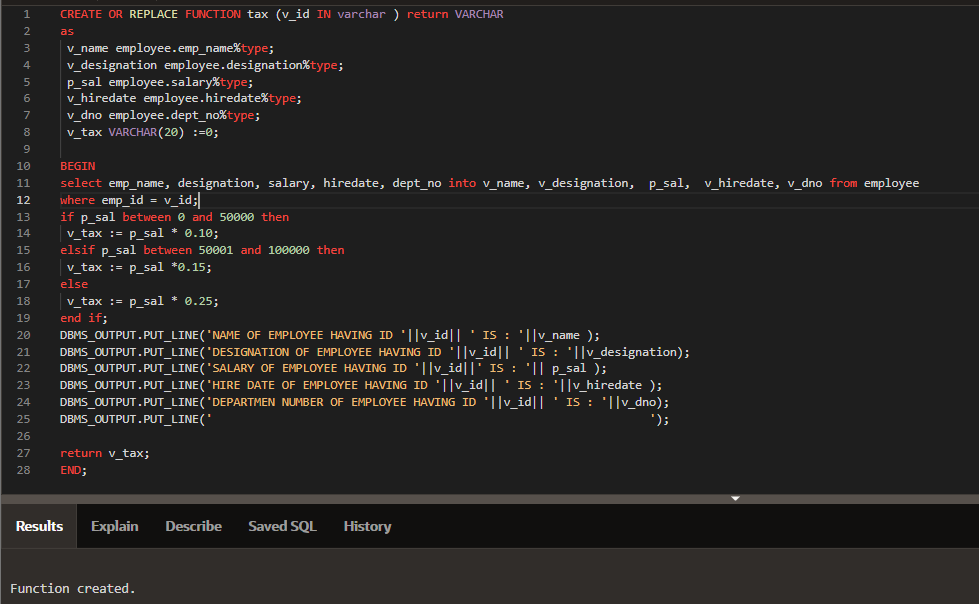 1 CREATE OR REPLACE FUNCTION tax (v_id IN varchar ) return VARCHAR
2 as
3 v_name employee.emp_name%type;
4 v_designation employee.designation%type;
5 p_sal employee.salary%type;
6 v_hiredate employee.hiredate%type;
7 v_dno employee.dept_no%type;
8 v_tax VARCHAR(20) :=0;
9
10 BEGIN
11 select emp_name, designation, salary, hiredate, dept_no into v_name, v_designation,  p_sal,  v_hiredate, v_dno from employee
12 where emp_id = v_id;
13 if p_sal between 0 and 50000 then
14 v_tax := p_sal * 0.10;
15 elsif p_sal between 50001 and 100000 then
16 v_tax := p_sal *0.15;
17 else
18 v_tax := p_sal * 0.25;
19 end if;
20 DBMS_OUTPUT.PUT_LINE('NAME OF EMPLOYEE HAVING ID '||v_id|| ' IS : '||v_name );
21 DBMS_OUTPUT.PUT_LINE('DESIGNATION OF EMPLOYEE HAVING ID '||v_id|| ' IS : '||v_designation);
22 DBMS_OUTPUT.PUT_LINE('SALARY OF EMPLOYEE HAVING ID '||v_id||' IS : '|| p_sal );
23 DBMS_OUTPUT.PUT_LINE('HIRE DATE OF EMPLOYEE HAVING ID '||v_id|| ' IS : '||v_hiredate );
24 DBMS_OUTPUT.PUT_LINE('DEPARTMEN NUMBER OF EMPLOYEE HAVING ID '||v_id|| ' IS : '||v_dno);
25 DBMS_OUTPUT.PUT_LINE('                                                               ');
26
27 return v_tax;
28 END;
Results Explain Describe Saved SQL History
Function created.